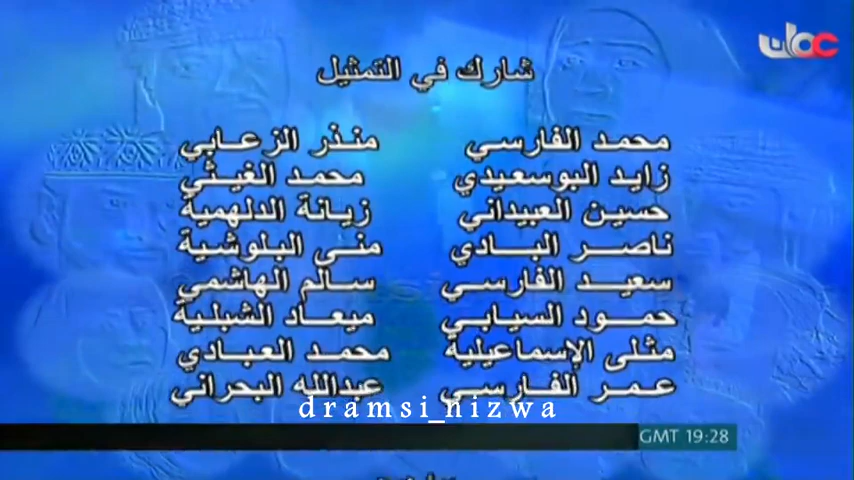 عمان
شارك في التمثيل
محمد الفارسي منذر الزعابي
زايد البوسعيدي محمد الغيثي
حسين العبيداني زيانة الدلهمية
ناصر البادي منى البلوشية
سعيد الفارسي سالم الهاشمي
حمود السيابي ميعاد الشبلية
مثلى الإسماعيلية محمد العبادي
عمر الفارسي عبدالله البحراني
dramsi_nizwa
GMT 19:28